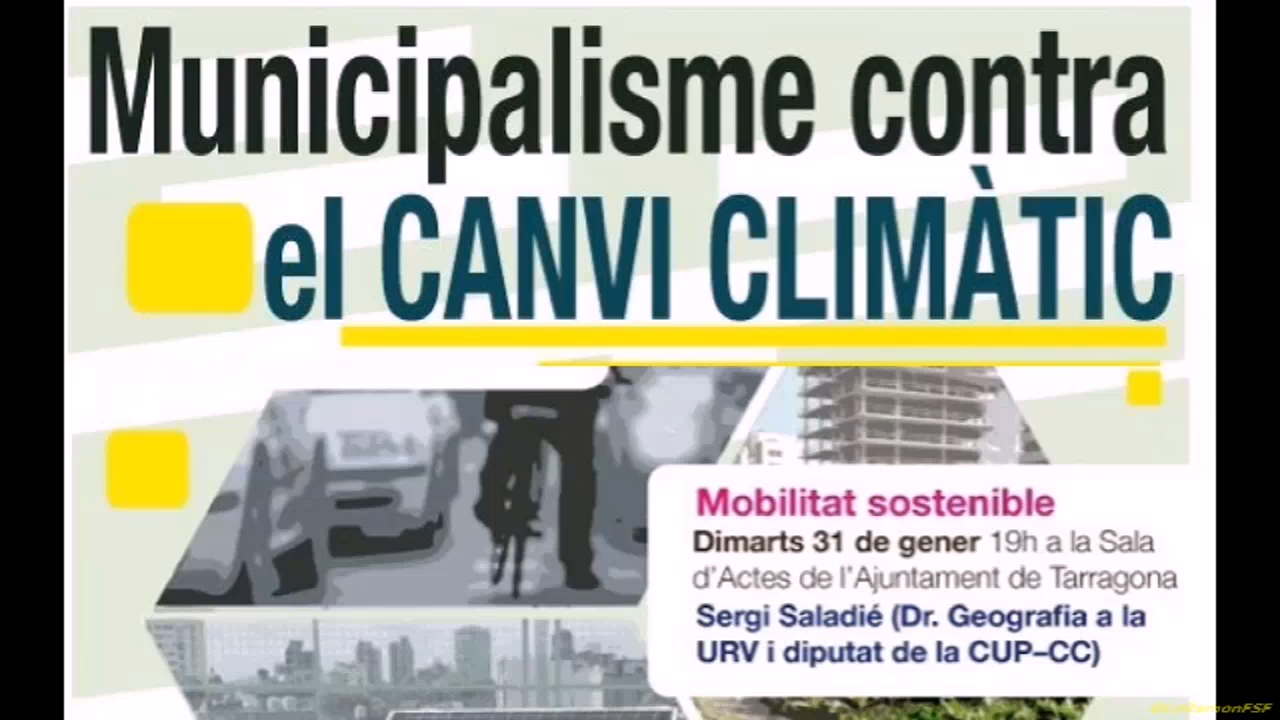 Municipalisme contra
el CANVI CLIMÀTIC
Mobilitat sostenible
Dimarts 31 de gener 19h a la Sala
d'Actes de l'Ajuntament de Tarragona
Sergi Saladié (Dr. Geografia a la
URV i diputat de la CUP–CC)